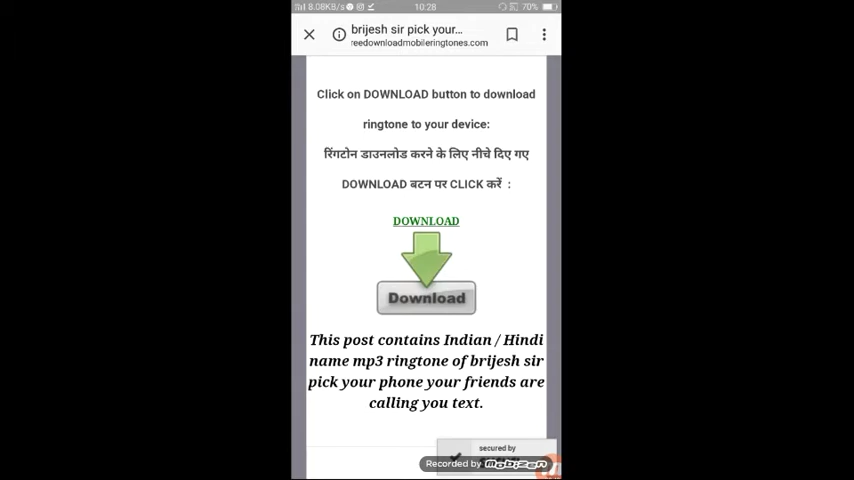 8.08KB/s
10:28
70%
brijesh sir pick your...
reedownloadmobileringtones.com
Click on DOWNLOAD button to download
ringtone to your device:
रिंगटोन डाउनलोड करने के लिए नीचे दिए गए
DOWNLOAD बटन पर CLICK करें :
DOWNLOAD
Download
This post contains Indian / Hindi
name mp3 ringtone of brijesh sir
pick your phone your friends are
calling you text.
secured by
Recorded by mobizen